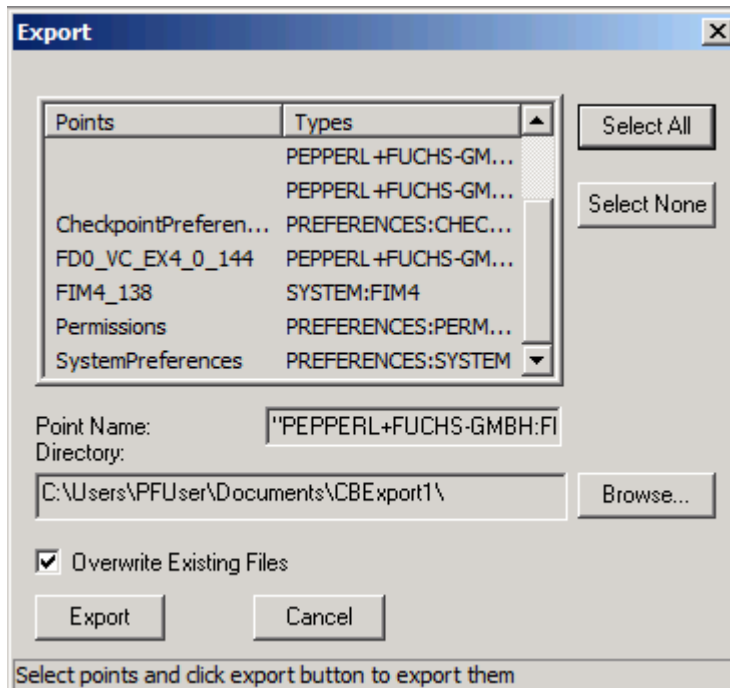 Export
Points Types
PEPPERL+FUCHS-GM...
PEPPERL+FUCHS-GM...
CheckpointPreferen... PREFERENCES:CHEC...
FD0_VC_EX4_0_144 PEPPERL+FUCHS-GM...
FIM4_138 SYSTEM:FIM4
Permissions PREFERENCES:PERM...
SystemPreferences PREFERENCES:SYSTEM
Select All
Select None
Point Name: "PEPPERL+FUCHS-GMBH:FI
Directory:
C:\Users\PFUser\Documents\CBExport1\
Browse...
Overwrite Existing Files
Export Cancel
Select points and click export button to export them